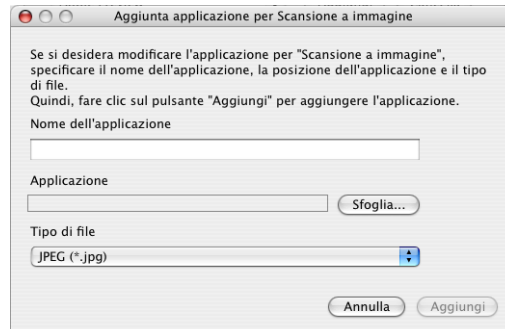 Aggiunta applicazione per Scansione a immagine
Se si desidera modificare l'applicazione per "Scansione a immagine",
specificare il nome dell'applicazione, la posizione dell'applicazione e il tipo
di file.
Quindi, fare clic sul pulsante "Aggiungi" per aggiungere l'applicazione.
Nome dell'applicazione
Applicazione
Sfoglia...
Tipo di file
JPEG (*.jpg)
Annulla Aggiungi